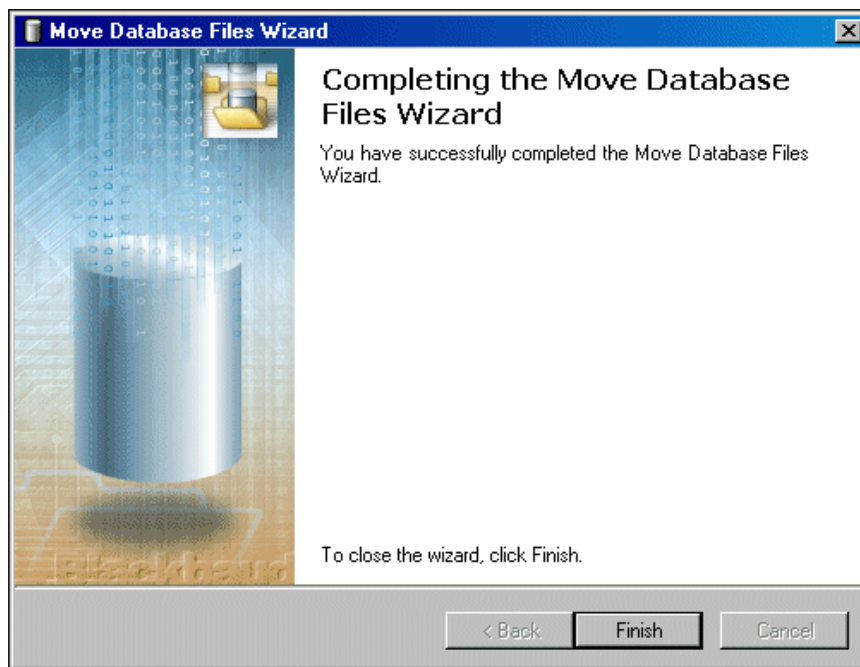 Move Database Files Wizard
Completing the Move Database
Files Wizard
You have successfully completed the Move Database Files
Wizard.
To close the wizard, click Finish.
Blackbaud
< Back
Finish
Cancel